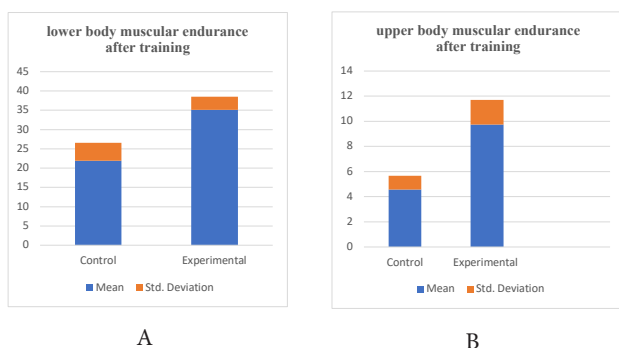 lower body muscular endurance
after training
45
40
35
30
25
20
15
10
5
0
Control Experimental
Mean Std. Deviation
A
upper body muscular endurance
after training
14
12
10
8
6
4
2
0
Control Experimental
Mean Std. Deviation
B